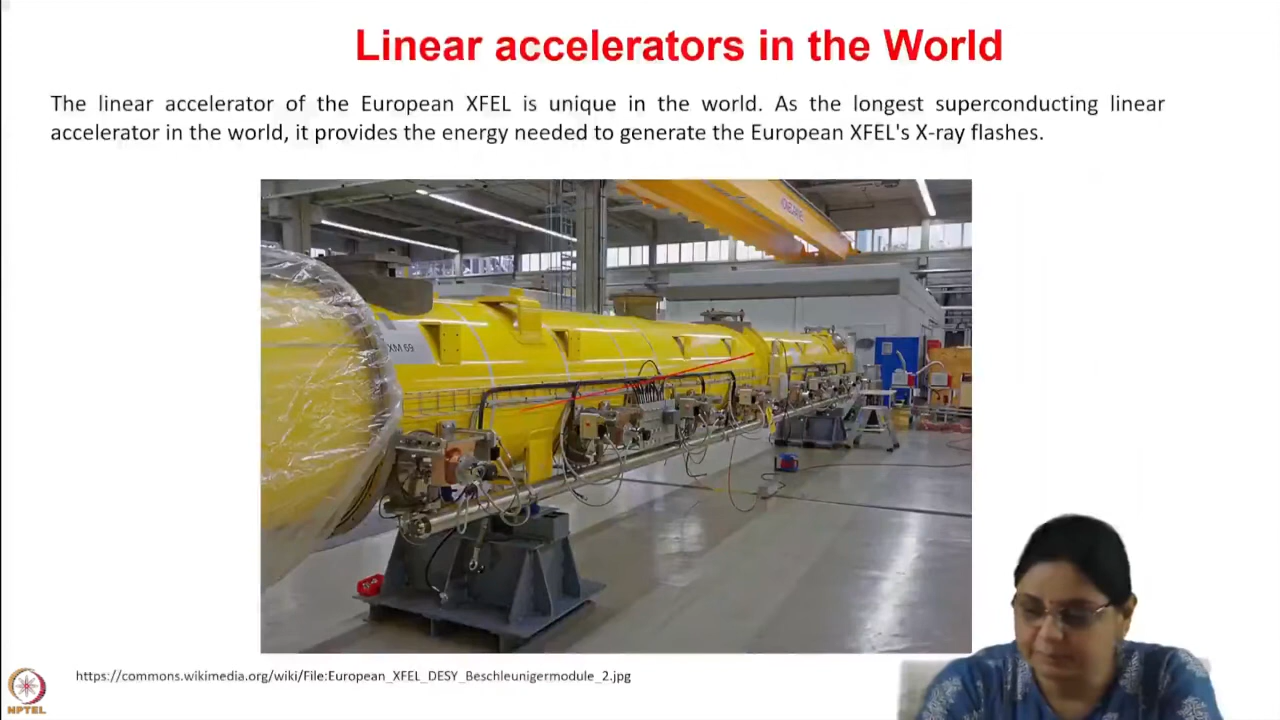 Linear accelerators in the World
The linear accelerator of the European XFEL is unique in the world. As the longest superconducting linear
accelerator in the world, it provides the energy needed to generate the European XFEL's X-ray flashes.
XM 69
https://commons.wikimedia.org/wiki/File:European_XFEL_DESY_Beschleunigermodule_2.jpg
NPTEL